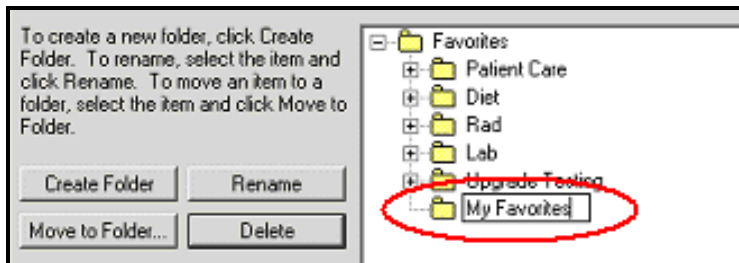 To create a new folder, click Create
Folder. To rename, select the item and
click Rename. To move an item to a
folder, select the item and click Move to
Folder.
Create Folder
Rename
Move to Folder...
Delete
Favorites
Patient Care
Diet
Rad
Lab
Upgrade Testing
My Favorites